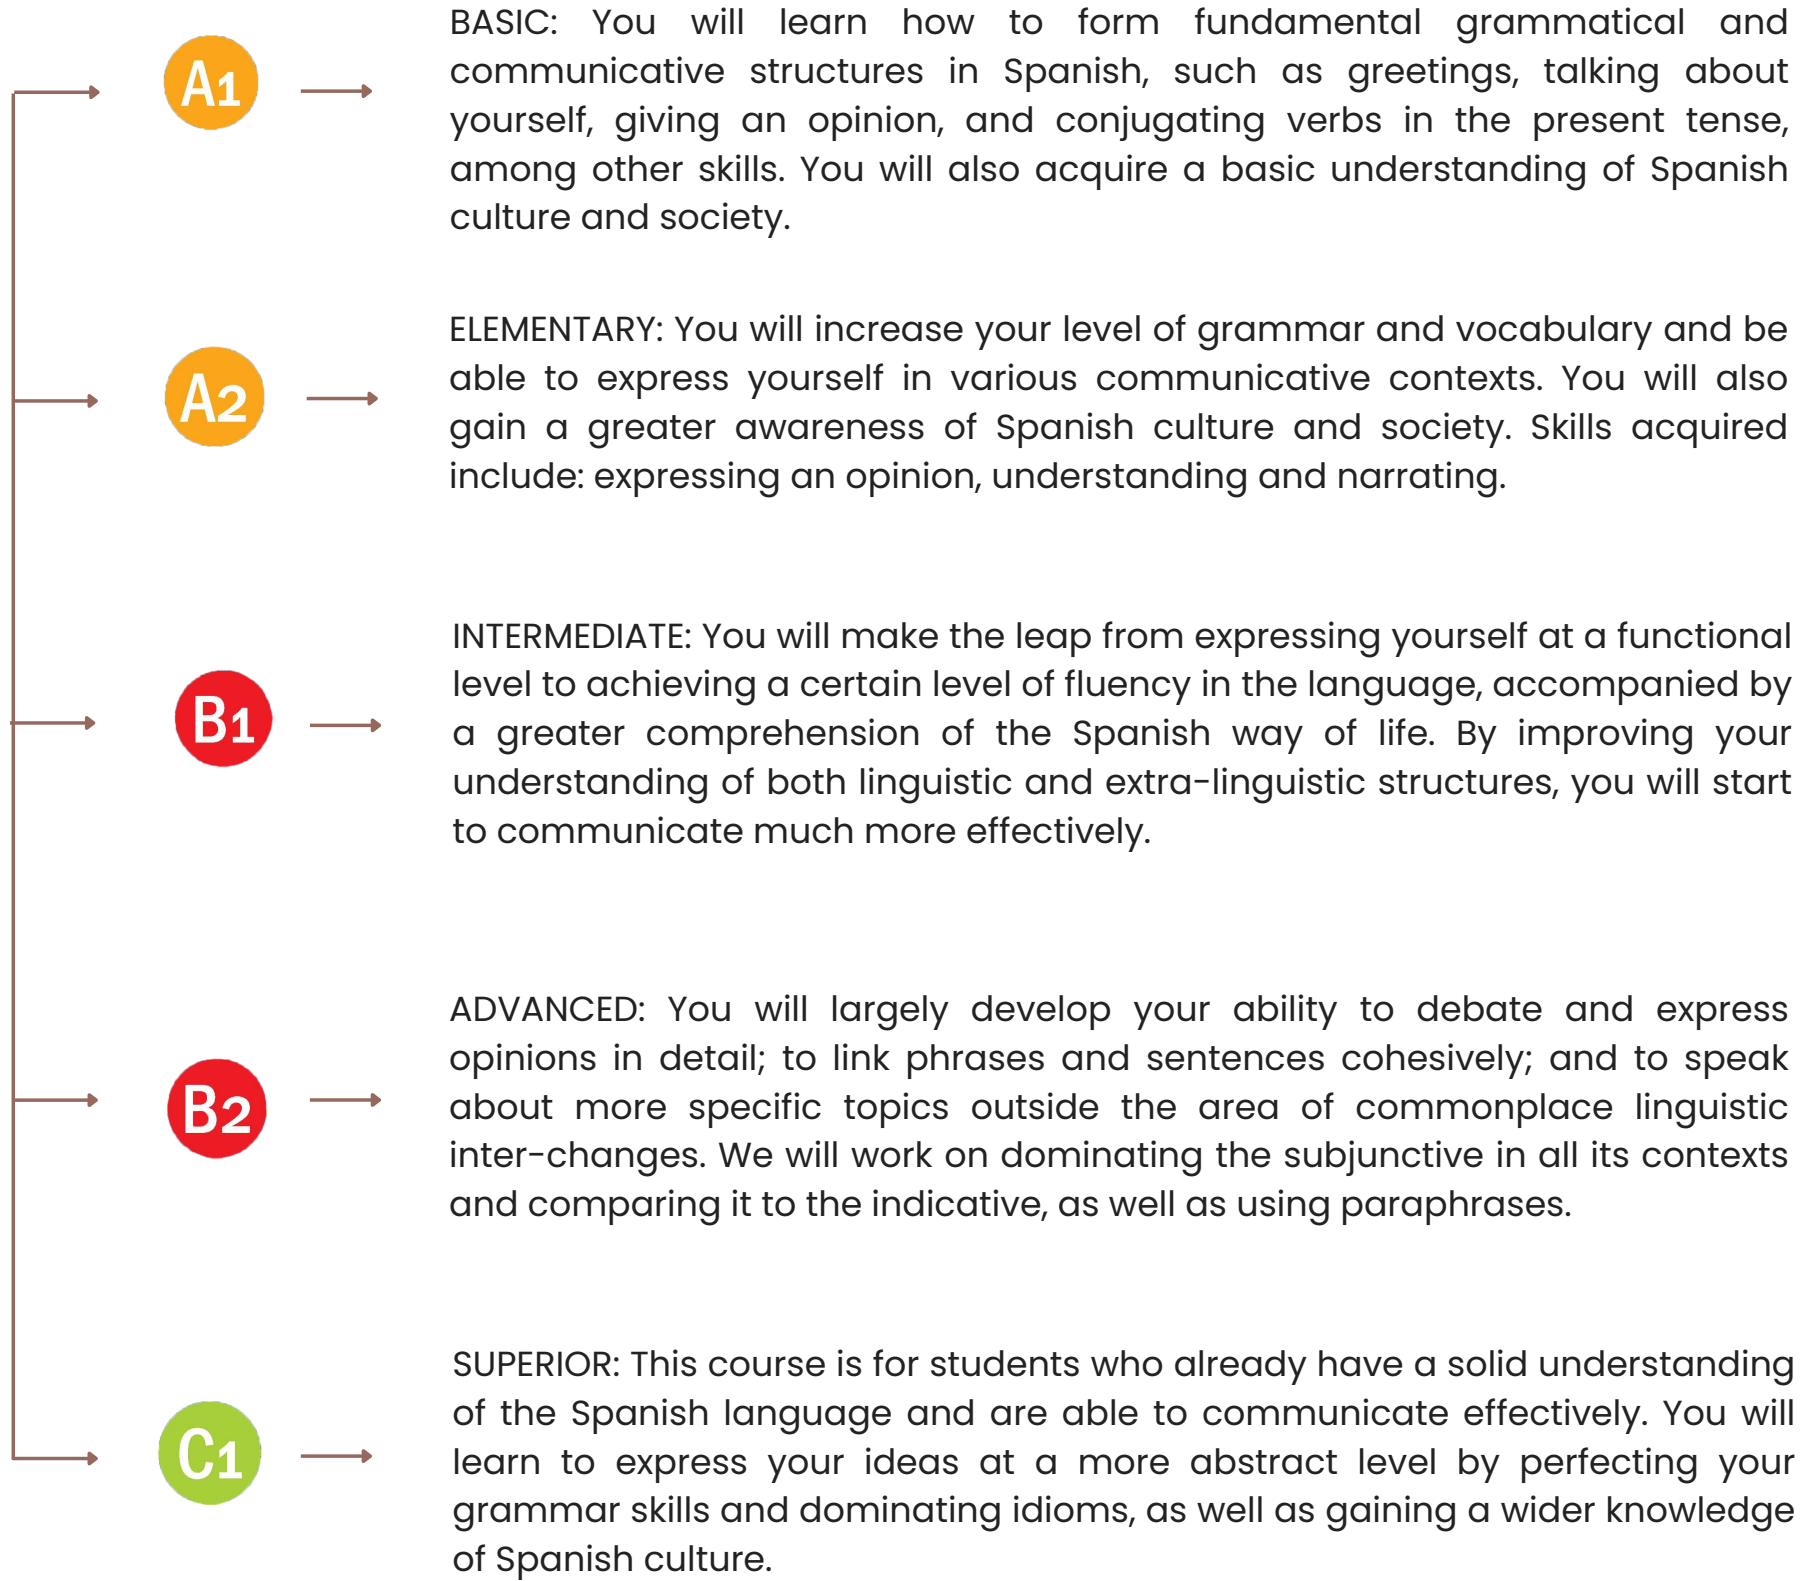 A1
BASIC: You will learn how to form fundamental grammatical and
communicative structures in Spanish, such as greetings, talking about
yourself, giving an opinion, and conjugating verbs in the present tense,
among other skills. You will also acquire a basic understanding of Spanish
culture and society.
A2
ELEMENTARY: You will increase your level of grammar and vocabulary and be
able to express yourself in various communicative contexts. You will also
gain a greater awareness of Spanish culture and society. Skills acquired
include: expressing an opinion, understanding and narrating.
B1
INTERMEDIATE: You will make the leap from expressing yourself at a functional
level to achieving a certain level of fluency in the language, accompanied by
a greater comprehension of the Spanish way of life. By improving your
understanding of both linguistic and extra-linguistic structures, you will start
to communicate much more effectively.
B2
ADVANCED: You will largely develop your ability to debate and express
opinions in detail; to link phrases and sentences cohesively; and to speak
about more specific topics outside the area of commonplace linguistic
inter-changes. We will work on dominating the subjunctive in all its contexts
and comparing it to the indicative, as well as using paraphrases.
C1
SUPERIOR: This course is for students who already have a solid understanding
of the Spanish language and are able to communicate effectively. You will
learn to express your ideas at a more abstract level by perfecting your
grammar skills and dominating idioms, as well as gaining a wider knowledge
of Spanish culture.